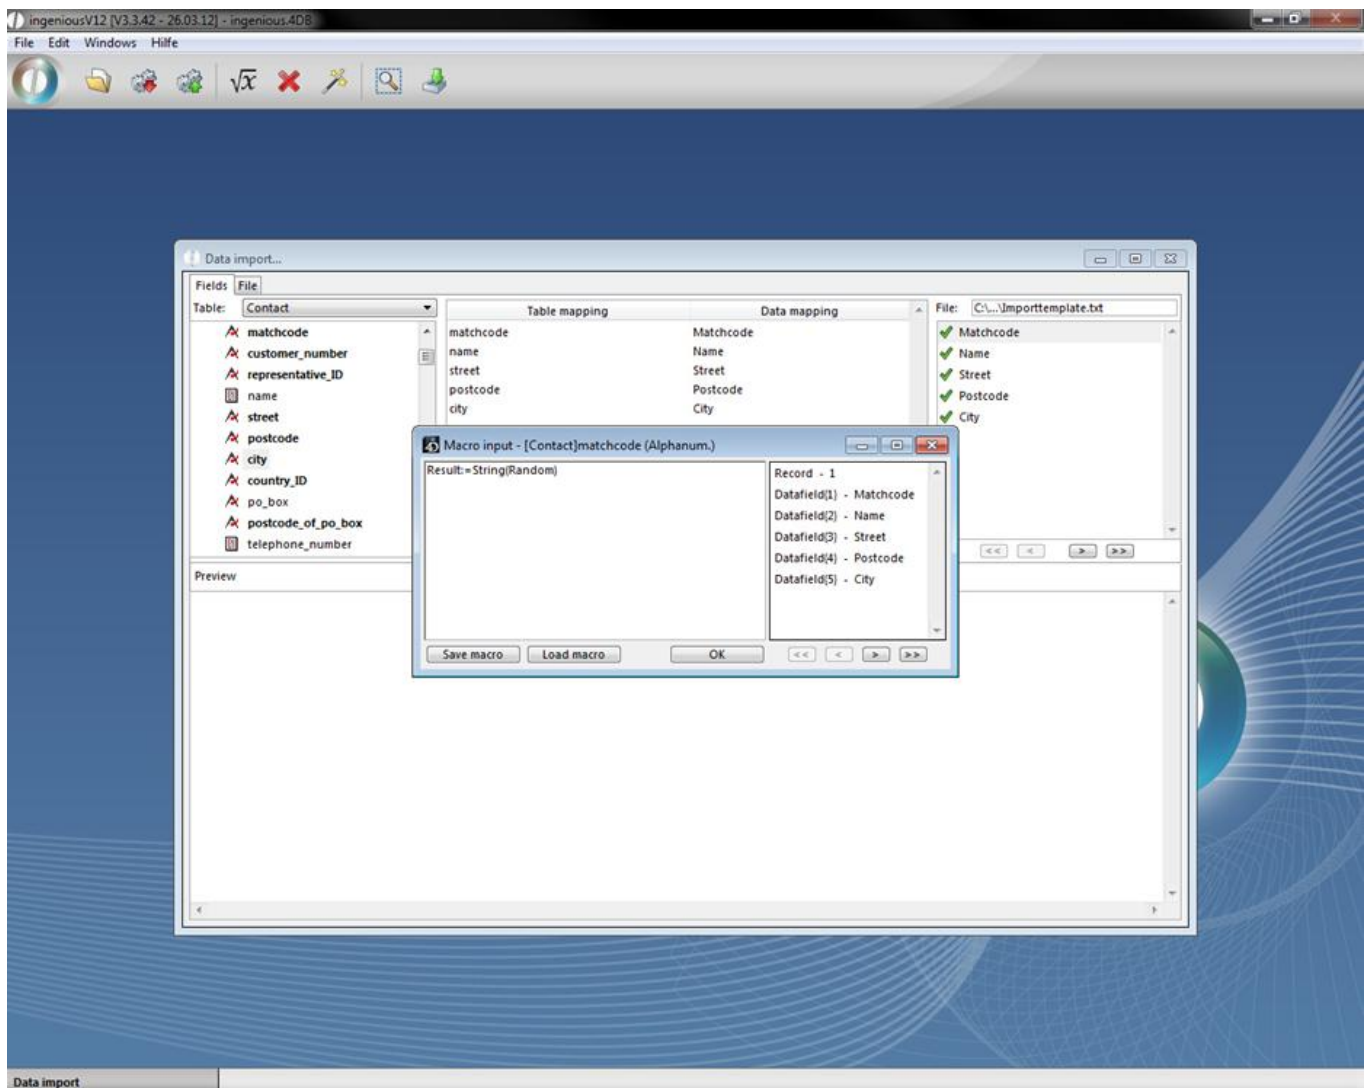 ingeniousV12 [V3.3.42 - 26.03.12] - ingenious.4DB
File Edit Windows Hilfe
√x
Data import...
Fields File
Table: Contact
matchcode
customer_number
representative_ID
name
street
postcode
city
country_ID
po_box
postcode_of_po_box
telephone_number
Table mapping Data mapping
matchcode Matchcode
name Name
street Street
postcode Postcode
city City
File: C:\...\Importtemplate.txt
Matchcode
Name
Street
Postcode
City
<< < > >>
Preview
Macro input - [Contact]matchcode (Alphanum.)
Result:=String(Random)
Record - 1
Datafield{1} - Matchcode
Datafield{2} - Name
Datafield{3} - Street
Datafield{4} - Postcode
Datafield{5} - City
Save macro Load macro OK << < > >>
Data import